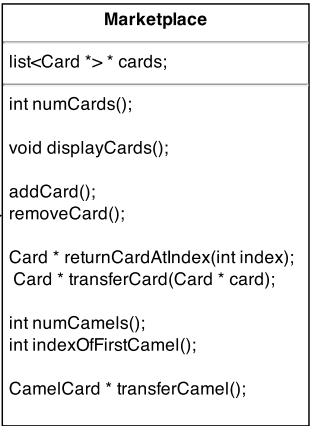 Marketplace
list<Card *> * cards;
int numCards();
void displayCards();
addCard();
removeCard();
Card * returnCardAtIndex(int index);
Card * transferCard(Card * card);
int numCamels();
int indexOfFirstCamel();
CamelCard * transferCamel();